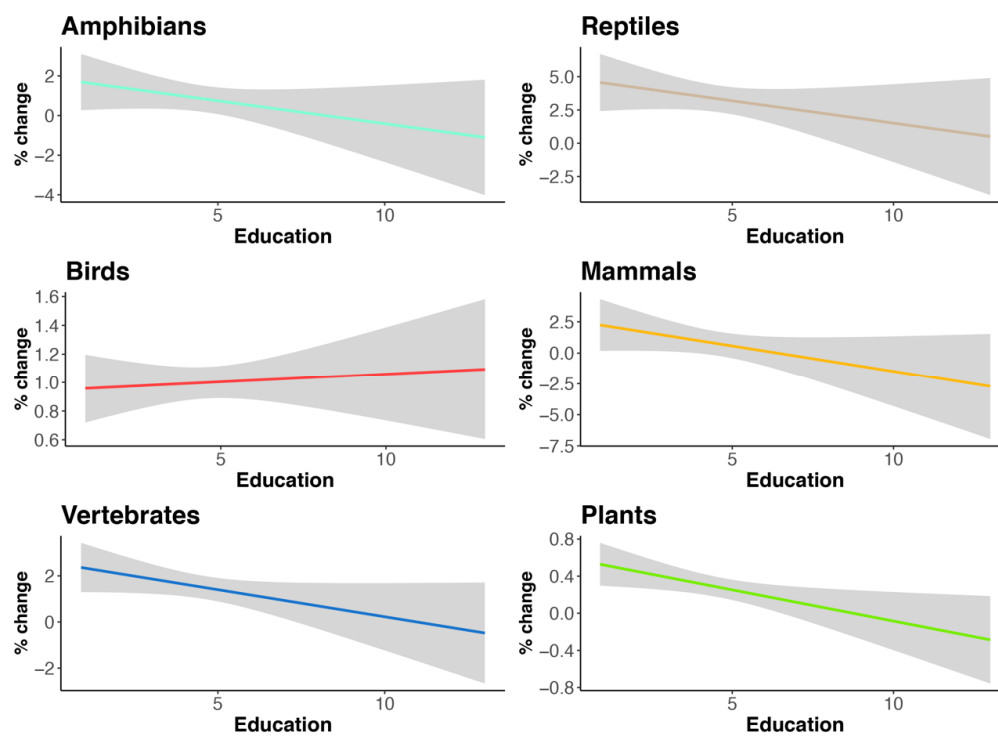 Amphibians
% change
2
0
−2
−4
5
10
Education
Reptiles
% change
5.0
2.5
0.0
−2.5
5
10
Education
Birds
% change
1.6
1.4
1.2
1.0
0.8
0.6
5
10
Education
Mammals
% change
2.5
0.0
−2.5
−5.0
−7.5
5
10
Education
Vertebrates
% change
2
0
−2
5
10
Education
Plants
% change
0.8
0.4
0.0
−0.4
−0.8
5
10
Education